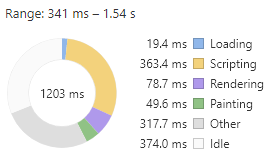 Range: 341 ms – 1.54 s
1203 ms
19.4 ms Loading
363.4 ms Scripting
78.7 ms Rendering
49.6 ms Painting
317.7 ms Other
374.0 ms Idle